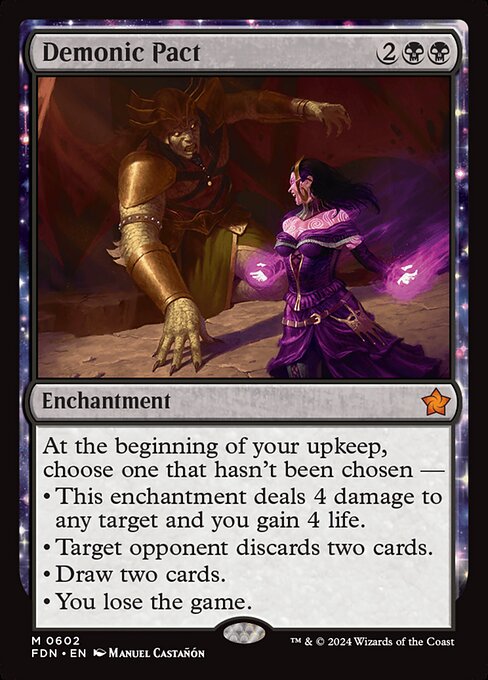 Demonic Pact 2
Enchantment
At the beginning of your upkeep,
choose one that hasn't been chosen —
• This enchantment deals 4 damage to
any target and you gain 4 life.
• Target opponent discards two cards.
• Draw two cards.
• You lose the game.
M 0602
FDN • EN Manuel Castañón
™ & © 2024 Wizards of the Coast